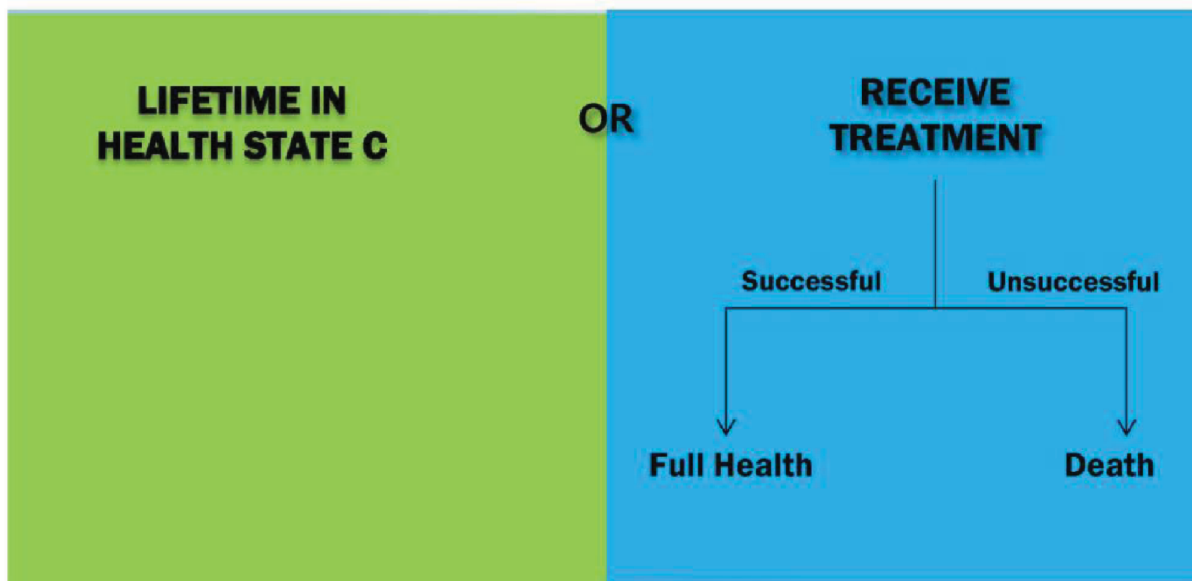 LIFETIME IN
HEALTH STATE C
OR
RECEIVE
TREATMENT
Successful
Unsuccessful
Full Health
Death